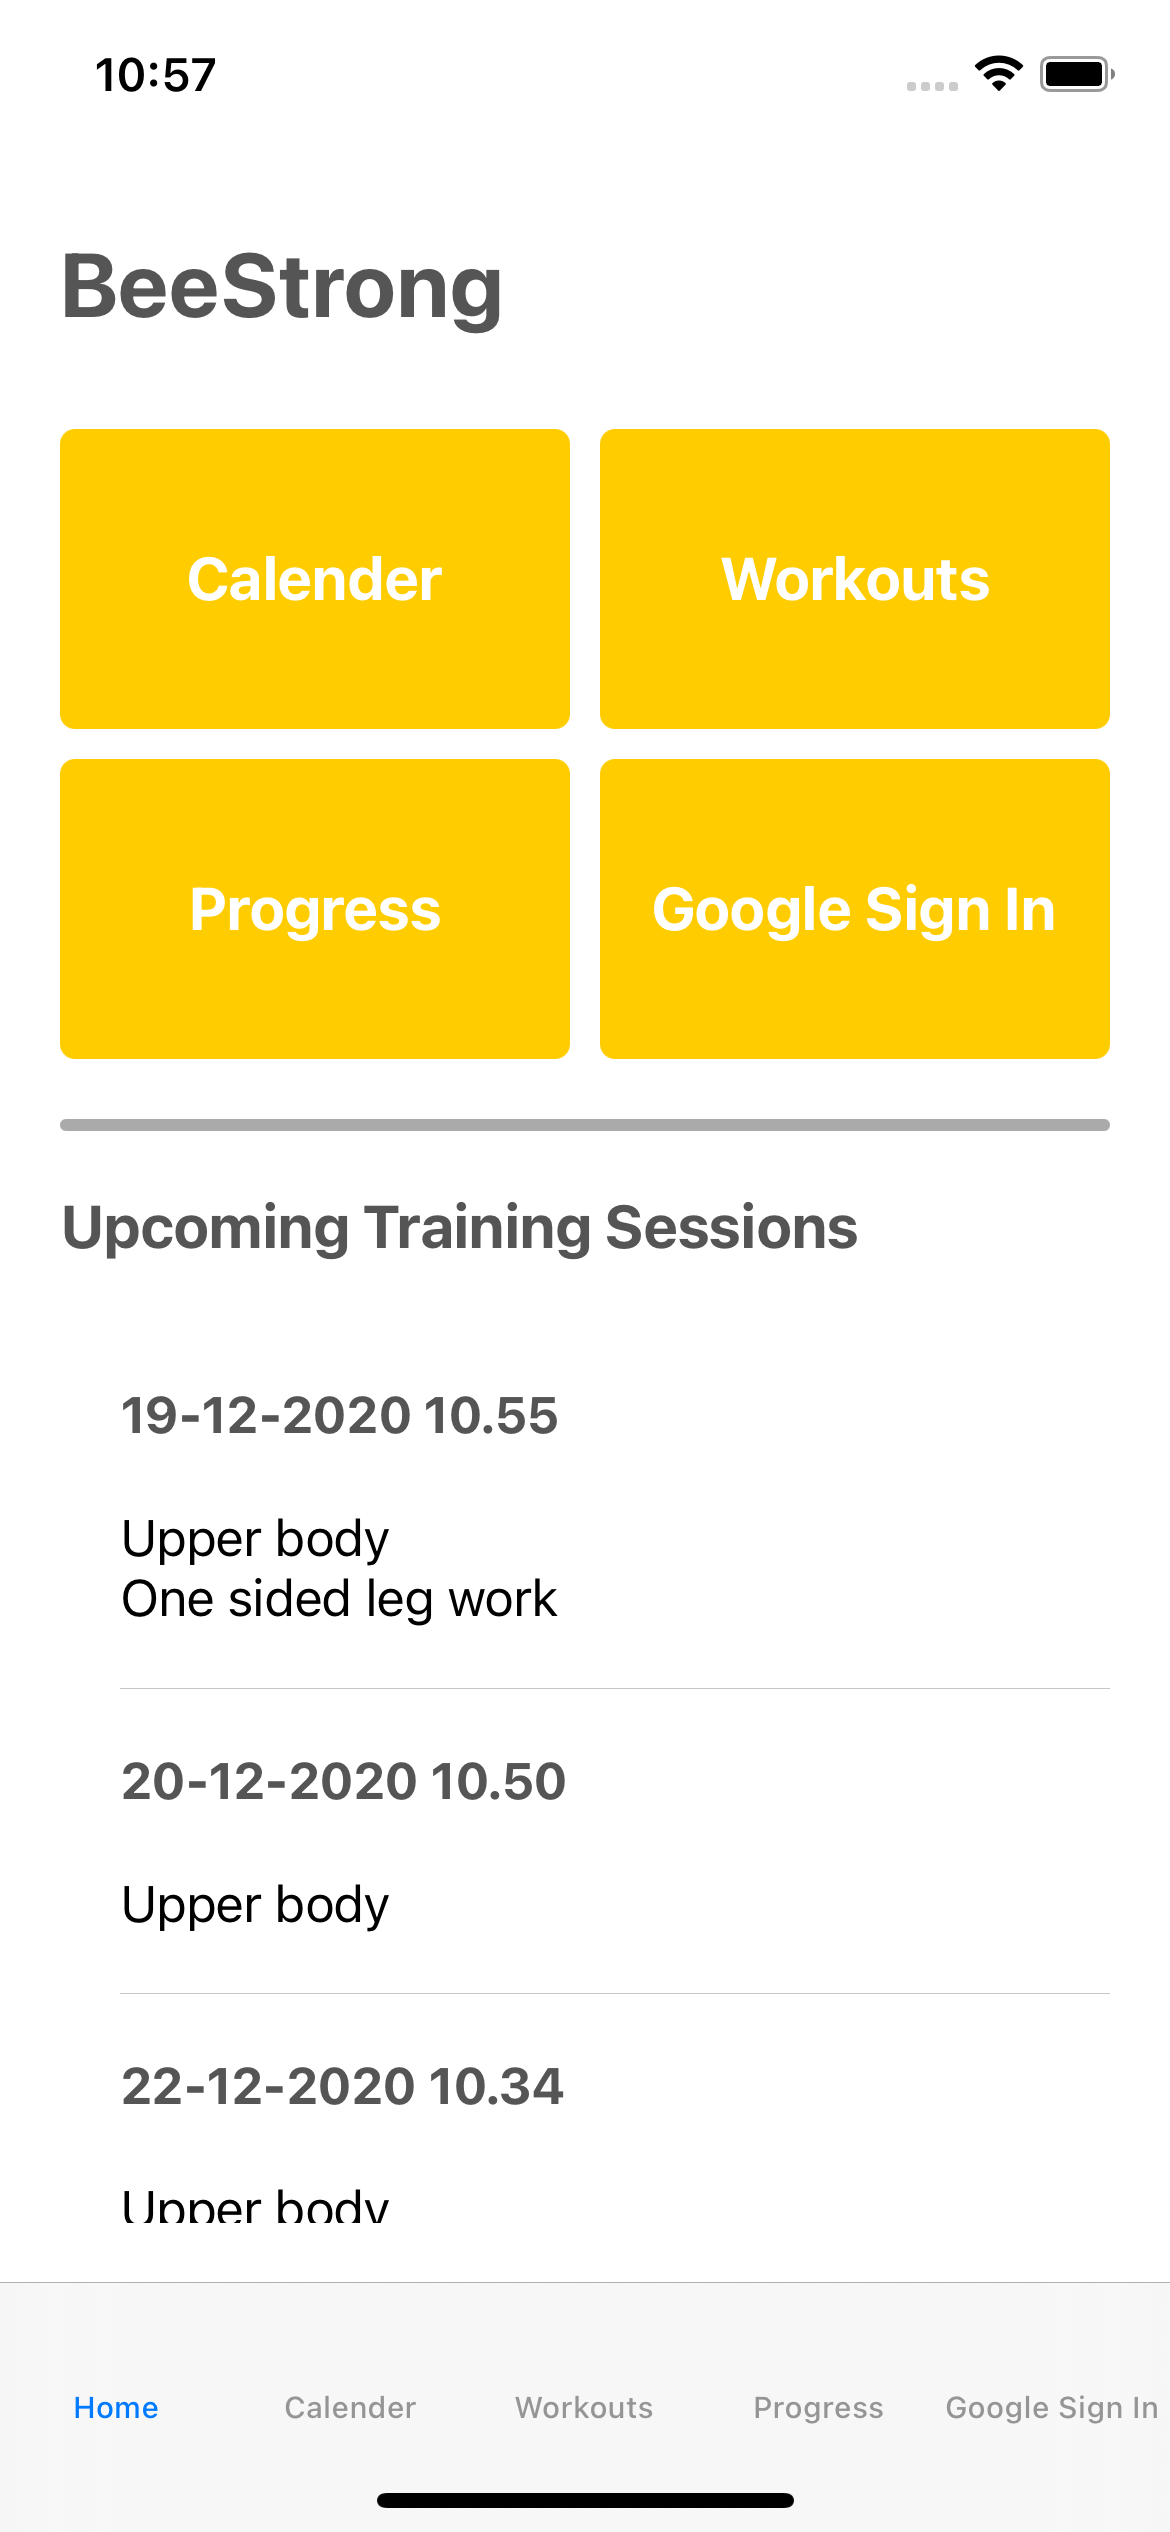 10:57
BeeStrong
Calender
Workouts
Progress
Google Sign In
Upcoming Training Sessions
19-12-2020 10.55
Upper body
One sided leg work
20-12-2020 10.50
Upper body
22-12-2020 10.34
Upper body
Home
Calender
Workouts
Progress
Google Sign In